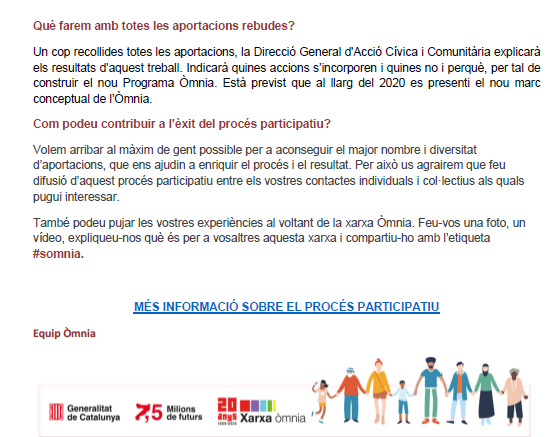 Què farem amb totes les aportacions rebudes?
Un cop recollides totes les aportacions, la Direcció General d'Acció Cívica i Comunitària explicarà
els resultats d'aquest treball. Indicarà quines accions s'incorporen i quines no i perquè, per tal de
construir el nou Programa Òmnia. Està previst que al llarg del 2020 es presenti el nou marc
conceptual de l'Òmnia.
Com podeu contribuir a l'èxit del procés participatiu?
Volem arribar al màxim de gent possible per a aconseguir el major nombre i diversitat
d'aportacions, que ens ajudin a enriquir el procés i el resultat. Per això us agrairem que feu
difusió d'aquest procés participatiu entre els vostres contactes individuals i col·lectius als quals
pugui interessar.
També podeu pujar les vostres experiències al voltant de la xarxa Òmnia. Feu-vos una foto, un
vídeo, expliqueu-nos què és per a vosaltres aquesta xarxa i compartiu-ho amb l'etiqueta
#somnia.
MÉS INFORMACIÓ SOBRE EL PROCÉS PARTICIPATIU
Equip Òmnia
Generalitat
de Catalunya
7,5 Milions
de futurs
20
anys
Xarxa òmnia